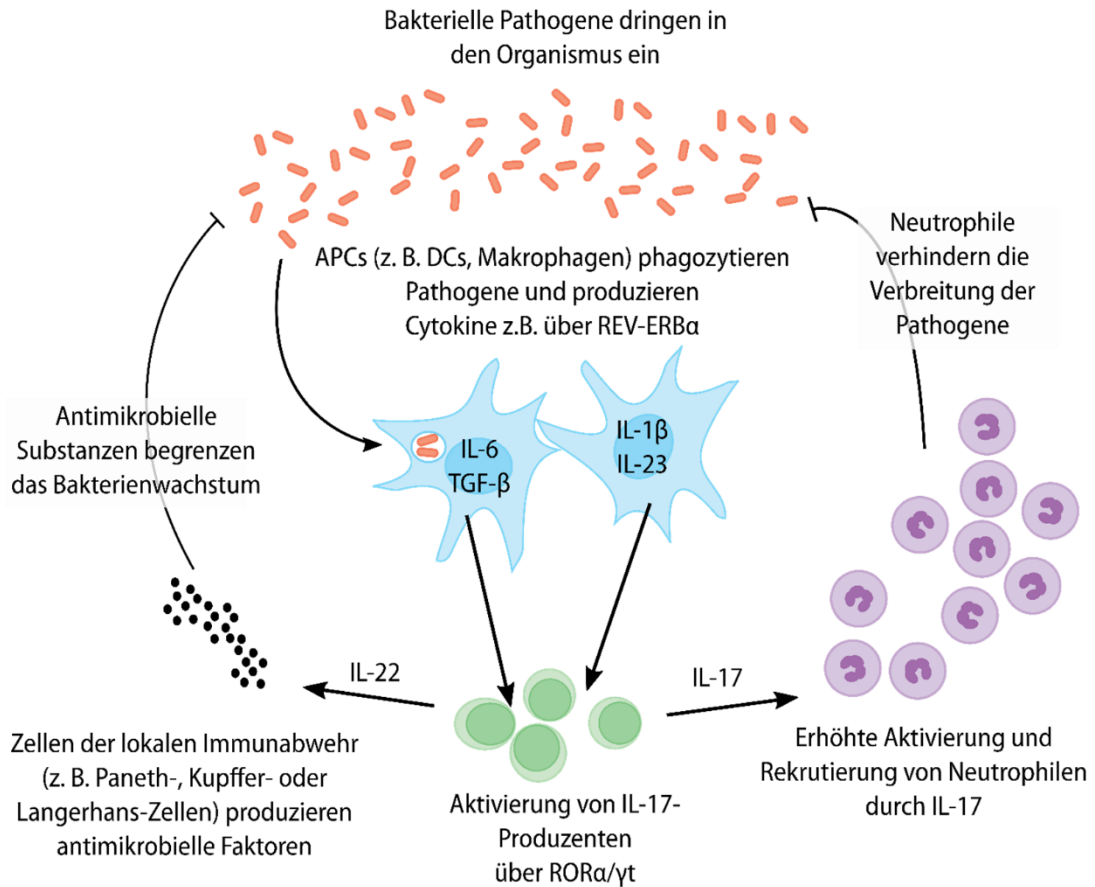 Bakterielle Pathogene dringen in
den Organismus ein
APCs (z. B. DCs, Makrophagen) phagozytieren
Pathogene und produzieren
Cytokine z.B. über REV-ERBα
Neutrophile
verhindern die
Verbreitung der
Pathogene
Antimikrobielle
Substanzen begrenzen
das Bakterienwachstum
IL-6
TGF-β
IL-1β
IL-23
IL-22
IL-17
Zellen der lokalen Immunabwehr
(z. B. Paneth-, Kupffer- oder
Langerhans-Zellen) produzieren
antimikrobielle Faktoren
Aktivierung von IL-17-
Produzenten
über RORα/γt
Erhöhte Aktivierung und
Rekrutierung von Neutrophilen
durch IL-17